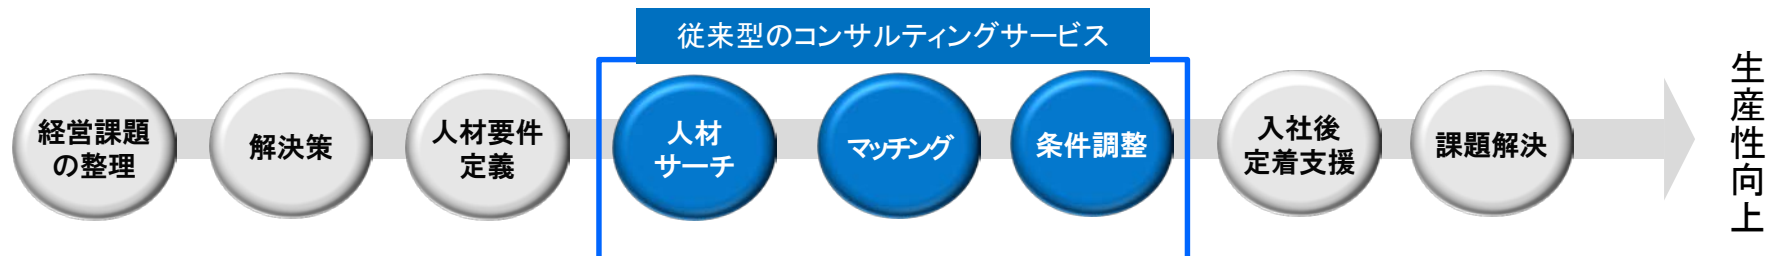 従来型のコンサルティングサービス
経営課題
の整理
解決策
人材要件
定義
人材
サーチ
マッチング
条件調整
入社後
定着支援
課題解決
生産性向上